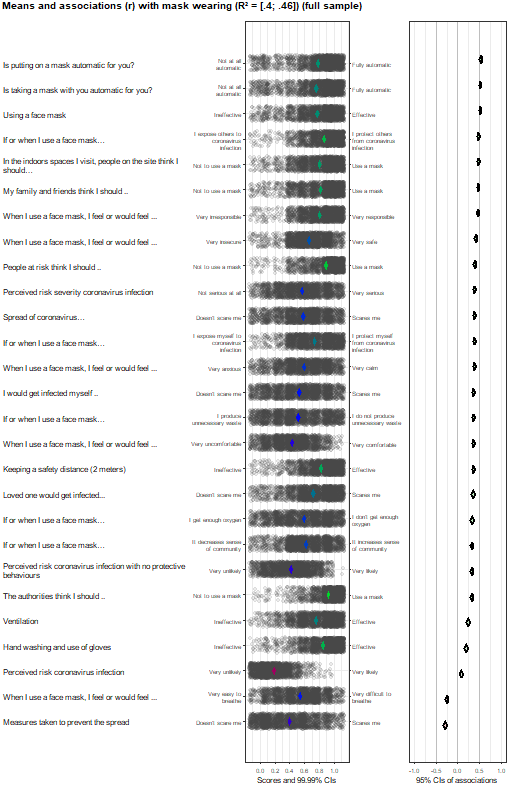 Means and associations (r) with mask wearing (R² = [.4; .46]) (full sample)
Is putting on a mask automatic for you?
Not at all
automatic
Fully automatic
Is taking a mask with you automatic for you?
Not at all
automatic
Fully automatic
Using a face mask
Ineffective
Effective
If or when I use a face mask…
I expose others to
coronavirus
infection
I protect others
from coronavirus
infection
In the indoors spaces I visit, people on the site think I
should…
Not to use a mask
Use a mask
My family and friends think I should ..
Not to use a mask
Use a mask
When I use a face mask, I feel or would feel ...
Very irresponsible
Very responsible
When I use a face mask, I feel or would feel ...
Very insecure
Very safe
People at risk think I should ..
Not to use a mask
Use a mask
Perceived risk severity coronavirus infection
Not serious at all
Very serious
Spread of coronavirus…
Doesn't scare me
Scares me
If or when I use a face mask…
I expose myself to
coronavirus
infection
I protect myself
from coronavirus
infection
When I use a face mask, I feel or would feel ...
Very anxious
Very calm
I would get infected myself ..
Doesn't scare me
Scares me
If or when I use a face mask…
I produce
unnecessary waste
I do not produce
unnecessary waste
When I use a face mask, I feel or would feel ...
Very uncomfortable
Very comfortable
Keeping a safety distance (2 meters)
Ineffective
Effective
Loved one would get infected...
Doesn't scare me
Scares me
If or when I use a face mask…
I get enough oxygen
I don't get enough
oxygen
If or when I use a face mask…
It decreases sense
of community
It increases sense
of community
Perceived risk coronavirus infection with no protective
behaviours
Very unlikely
Very likely
The authorities think I should ..
Not to use a mask
Use a mask
Ventilation
Ineffective
Effective
Hand washing and use of gloves
Ineffective
Effective
Perceived risk coronavirus infection
Very unlikely
Very likely
When I use a face mask, I feel or would feel ...
Very easy to
breathe
Very difficult to
breathe
Measures taken to prevent the spread
Doesn't scare me
Scares me
0.0 0.2 0.4 0.6 0.8 1.0
Scores and 99.99% CIs
-1.0 -0.5 0.0 0.5 1.0
95% CIs of associations